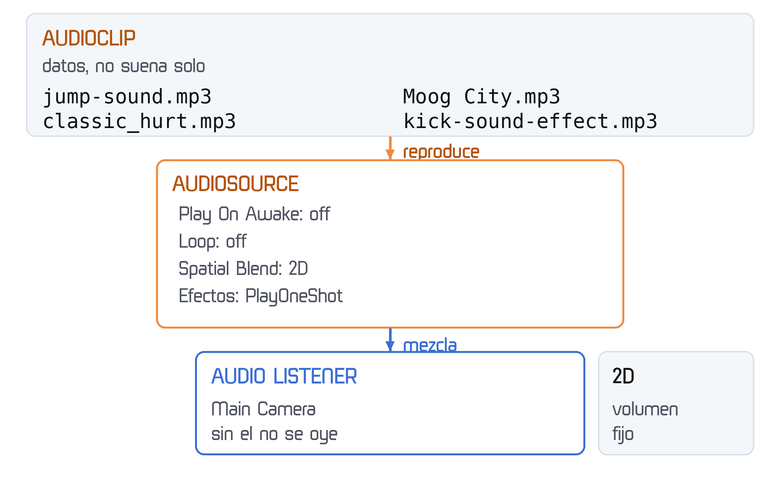 AUDIOCLIP
datos, no suena solo
jump-sound.mp3
Moog City.mp3
classic_hurt.mp3
kick-sound-effect.mp3
reproduce
AUDIOSOURCE
Play On Awake: off
Loop: off
Spatial Blend: 2D
Efectos: PlayOneShot
mezcla
AUDIO LISTENER
Main Camera
sin el no se oye
2D
volumen
fijo